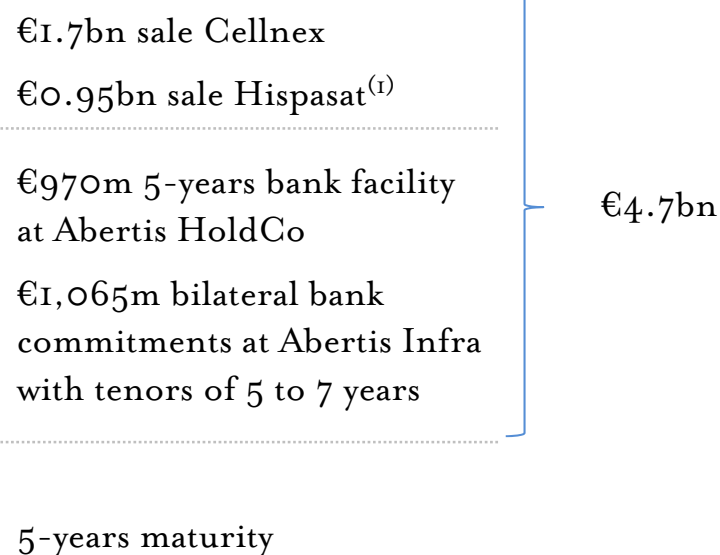 €1.7bn sale Cellnex
€0.95bn sale Hispasat(1)
€970m 5-years bank facility
at Abertis HoldCo
€1,065m bilateral bank
commitments at Abertis Infra
with tenors of 5 to 7 years
€4.7bn
5-years maturity